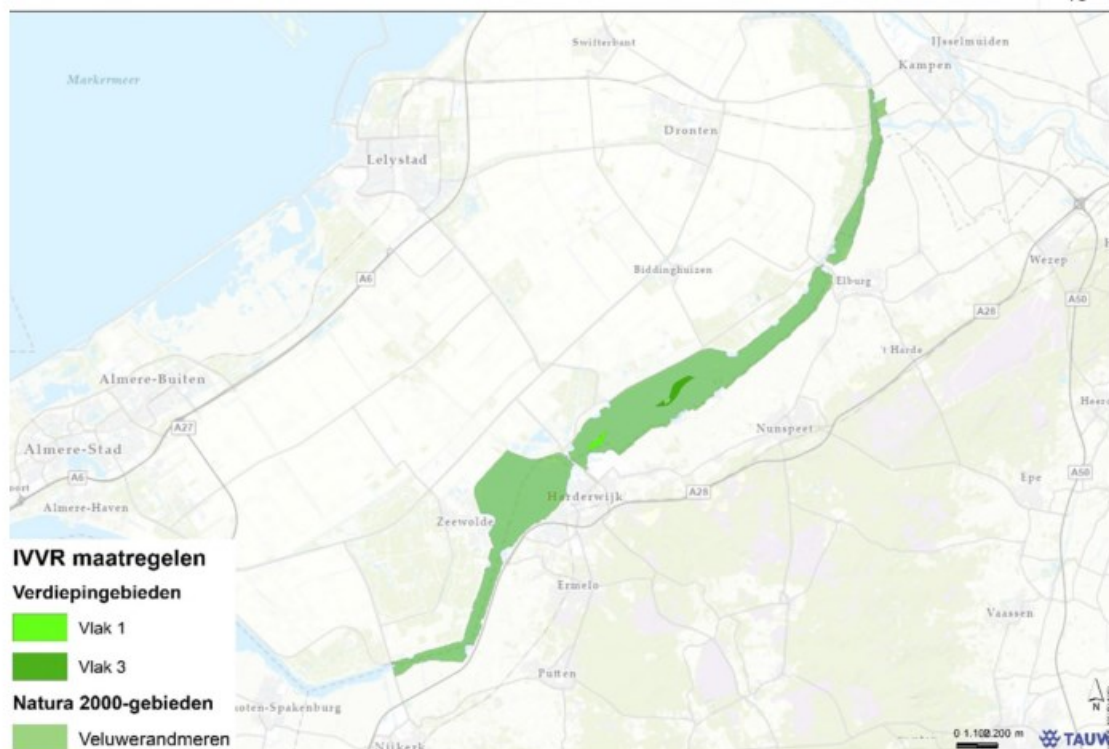 Swifterbant
IJsselmuiden
Markermeer
Kampen
Dronten
Lelystad
Wezep
Biddinghuizen
A6
Elburg
A50
A28
't Harde
Almere-Buiten
A27
Nunspeet
Almere-Stad
A6
Epe
A50
Almere-Haven
Harderwijk
A28
Zeewolde
IVVR maatregelen
Verdiepingebieden
Ermelo
Vlak 1
Vaassen
Vlak 3
Putten
Natura 2000-gebieden
oten-Spakenburg
N
Veluwerandmeren
Nijkerk
TAUW